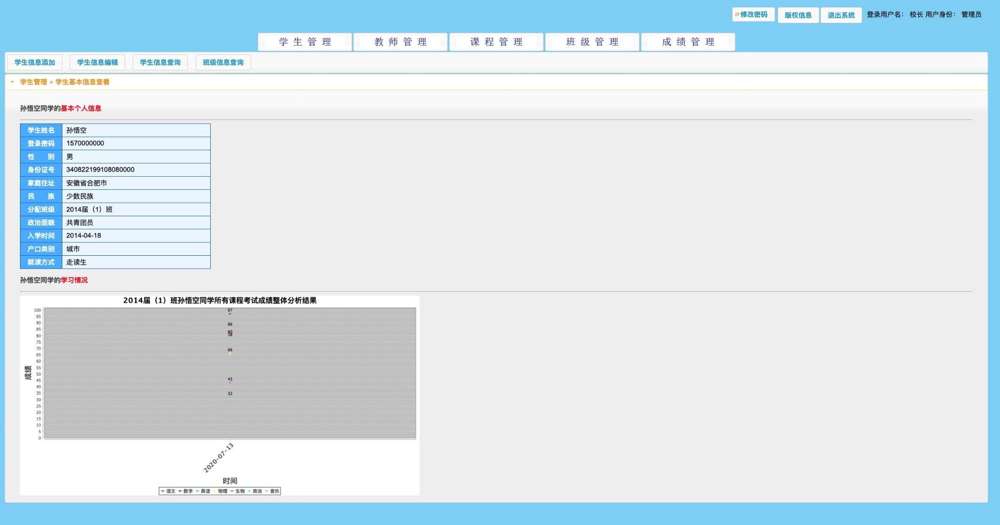 修改密码 版权信息 退出系统 登录用户名： 校长 用户身份： 管理员
学 生 管 理 教 师 管 理 课 程 管 理 班 级 管 理 成 绩 管 理
学生信息添加 学生信息编辑 学生信息查询 班级信息查询
学生管理 > 学生基本信息查看
孙悟空同学的基本个人信息
学生姓名 孙悟空
登录密码 1570000000
性 别 男
身份证号 340822199108080000
家庭住址 安徽省合肥市
民 族 少数民族
分配班级 2014届（1）班
政治面貌 共青团员
入学时间 2014-04-18
户口类别 城市
就读方式 走读生
孙悟空同学的学习情况
2014届（1）班孙悟空同学所有课程考试成绩整体分析结果
成绩
100
95
90
85
80
75
70
65
60
55
50
45
40
35
30
25
20
15
10
5
0
97
86
80
78
66
43
32
2020-07-13
时间
语文 数学 英语 物理 生物 政治 音乐